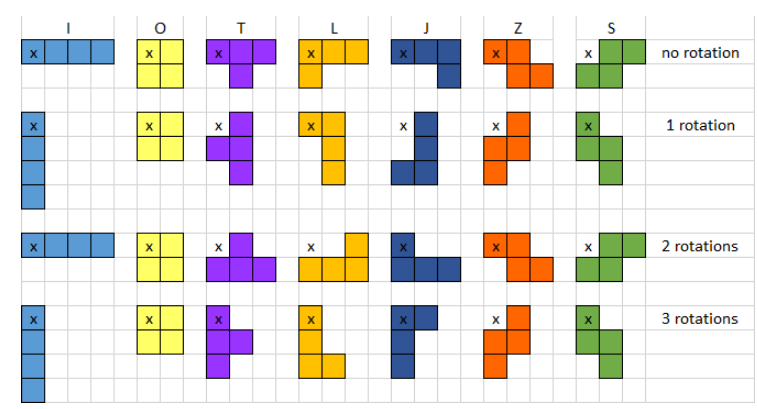 I O T L J Z S
x x x x x x x no rotation
x x x x x x x 1 rotation
x x x x x x x 2 rotations
x x x x x x x 3 rotations